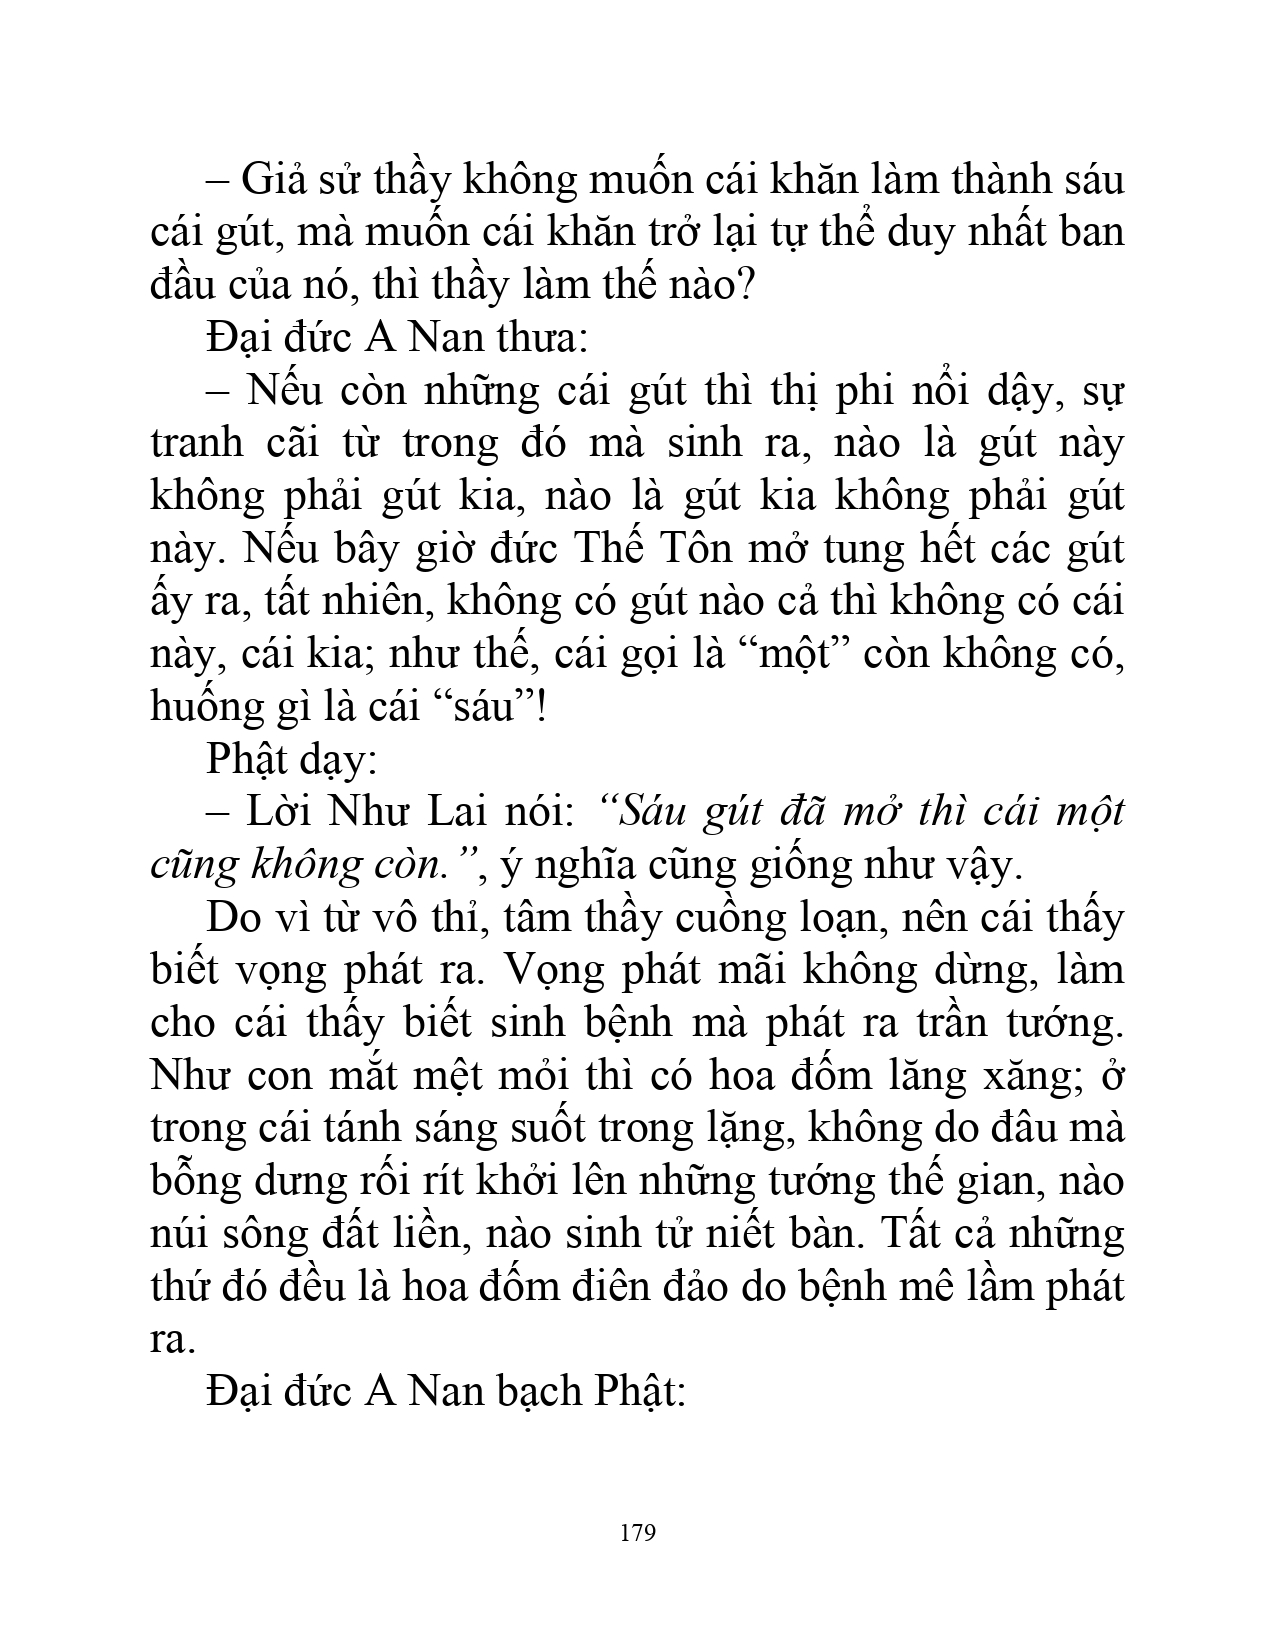 – Giả sử thầy không muốn cái khăn làm thành sáu
cái gút, mà muốn cái khăn trở lại tự thể duy nhất ban
đầu của nó, thì thầy làm thế nào?
Đại đức A Nan thưa:
– Nếu còn những cái gút thì thị phi nổi dậy, sự
tranh cãi từ trong đó mà sinh ra, nào là gút này
không phải gút kia, nào là gút kia không phải gút
này. Nếu bây giờ đức Thế Tôn mở tung hết các gút
ấy ra, tất nhiên, không có gút nào cả thì không có cái
này, cái kia; như thế, cái gọi là “một” còn không có,
huống gì là cái “sáu”!
Phật dạy:
– Lời Như Lai nói: “Sáu gút đã mở thì cái một
cũng không còn.”, ý nghĩa cũng giống như vậy.
Do vì từ vô thỉ, tâm thầy cuồng loạn, nên cái thấy
biết vọng phát ra. Vọng phát mãi không dừng, làm
cho cái thấy biết sinh bệnh mà phát ra trần tướng.
Như con mắt mệt mỏi thì có hoa đốm lăng xăng; ở
trong cái tánh sáng suốt trong lặng, không do đâu mà
bỗng dưng rối rít khởi lên những tướng thế gian, nào
núi sông đất liền, nào sinh tử niết bàn. Tất cả những
thứ đó đều là hoa đốm điên đảo do bệnh mê lầm phát
ra.
Đại đức A Nan bạch Phật:
179